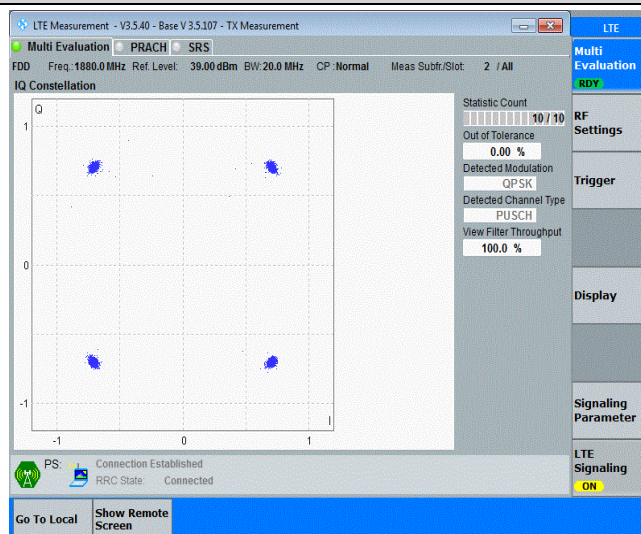 LTE Measurement - V3.5.40 - Base V 3.5.107 - TX Measurement
LTE
Multi Evaluation PRACH SRS
Multi Evaluation
RDY
FDD Freq.:1880.0 MHz Ref. Level: 39.00 dBm BW:20.0 MHz CP :Normal Meas Subfr./Slot: 2 / All
IQ Constellation
Q
1
0
-1
I
-1 0 1
Statistic Count
10 / 10
Out of Tolerance
0.00 %
Detected Modulation
QPSK
Detected Channel Type
PUSCH
View Filter Throughput
100.0 %
RF
Settings
Trigger
Display
Signaling
Parameter
LTE
Signaling
ON
PS: Connection Established
RRC State: Connected
Go To Local
Show Remote
Screen